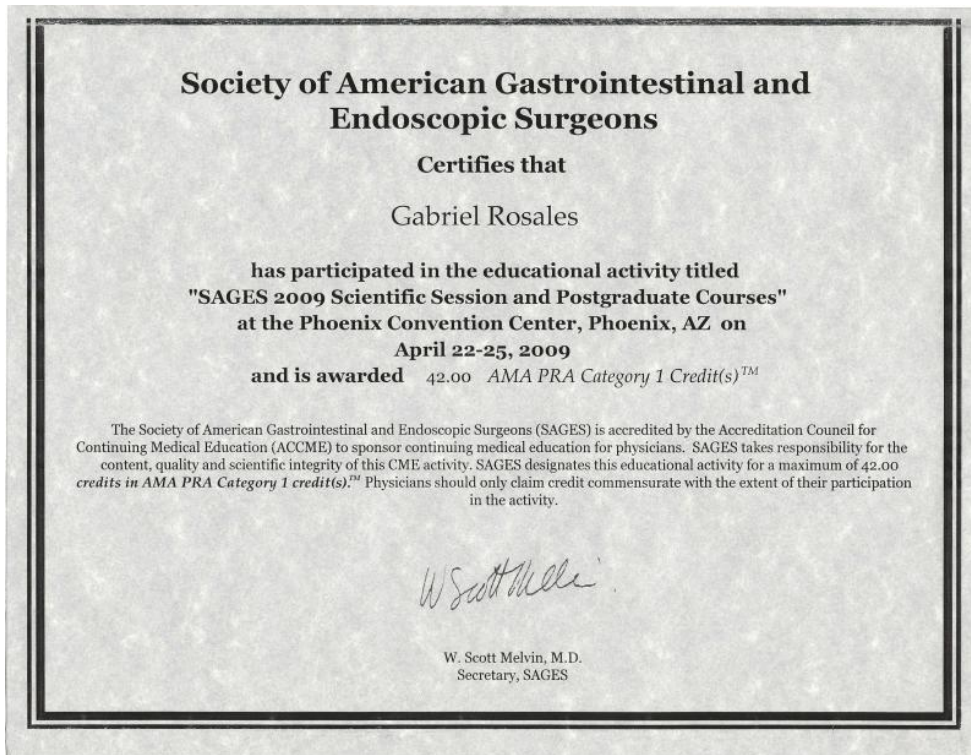 Society of American Gastrointestinal and
Endoscopic Surgeons
Certifies that
Gabriel Rosales
has participated in the educational activity titled
"SAGES 2009 Scientific Session and Postgraduate Courses"
at the Phoenix Convention Center, Phoenix, AZ on
April 22-25, 2009
and is awarded 42.00 AMA PRA Category 1 Credit(s)™
The Society of American Gastrointestinal and Endoscopic Surgeons (SAGES) is accredited by the Accreditation Council for
Continuing Medical Education (ACCME) to sponsor continuing medical education for physicians. SAGES takes responsibility for the
content, quality and scientific integrity of this CME activity. SAGES designates this educational activity for a maximum of 42.00
credits in AMA PRA Category 1 credit(s).™ Physicians should only claim credit commensurate with the extent of their participation
in the activity.
W Scott Melvin
W. Scott Melvin, M.D.
Secretary, SAGES